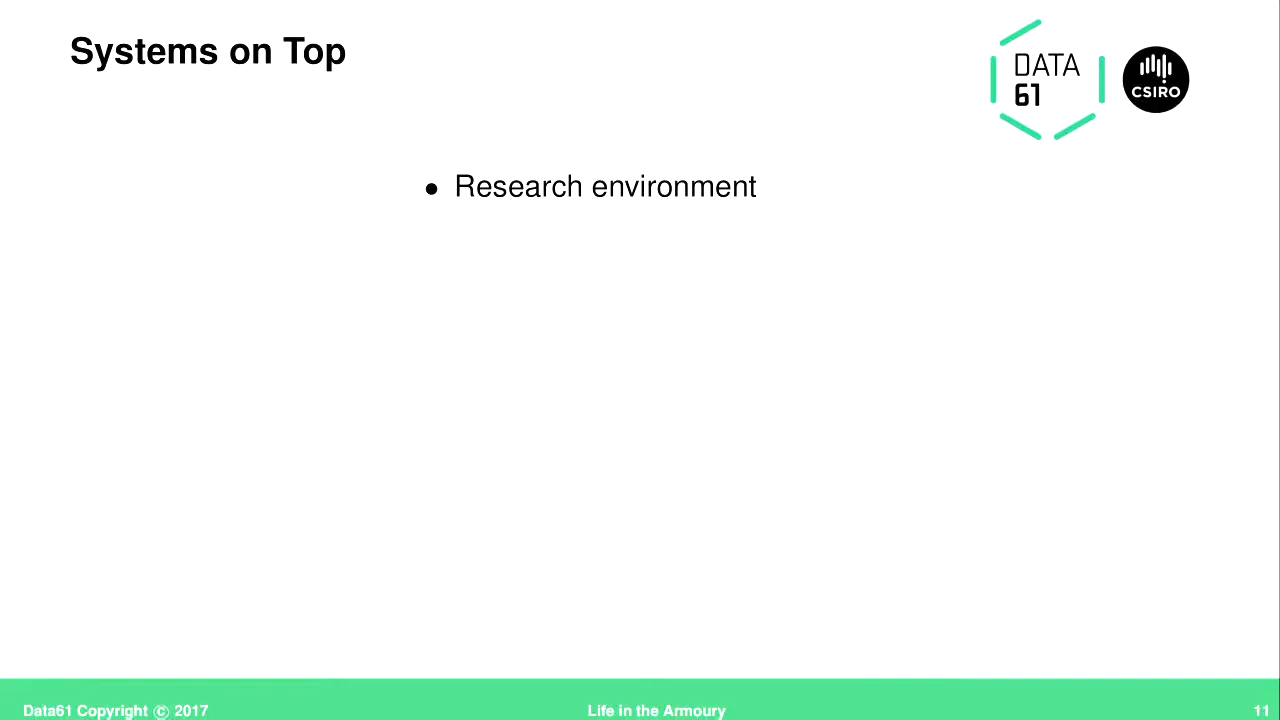 Systems on Top
DATA
61
CSIRO
• Research environment
Data61 Copyright © 2017
Life in the Armoury
11